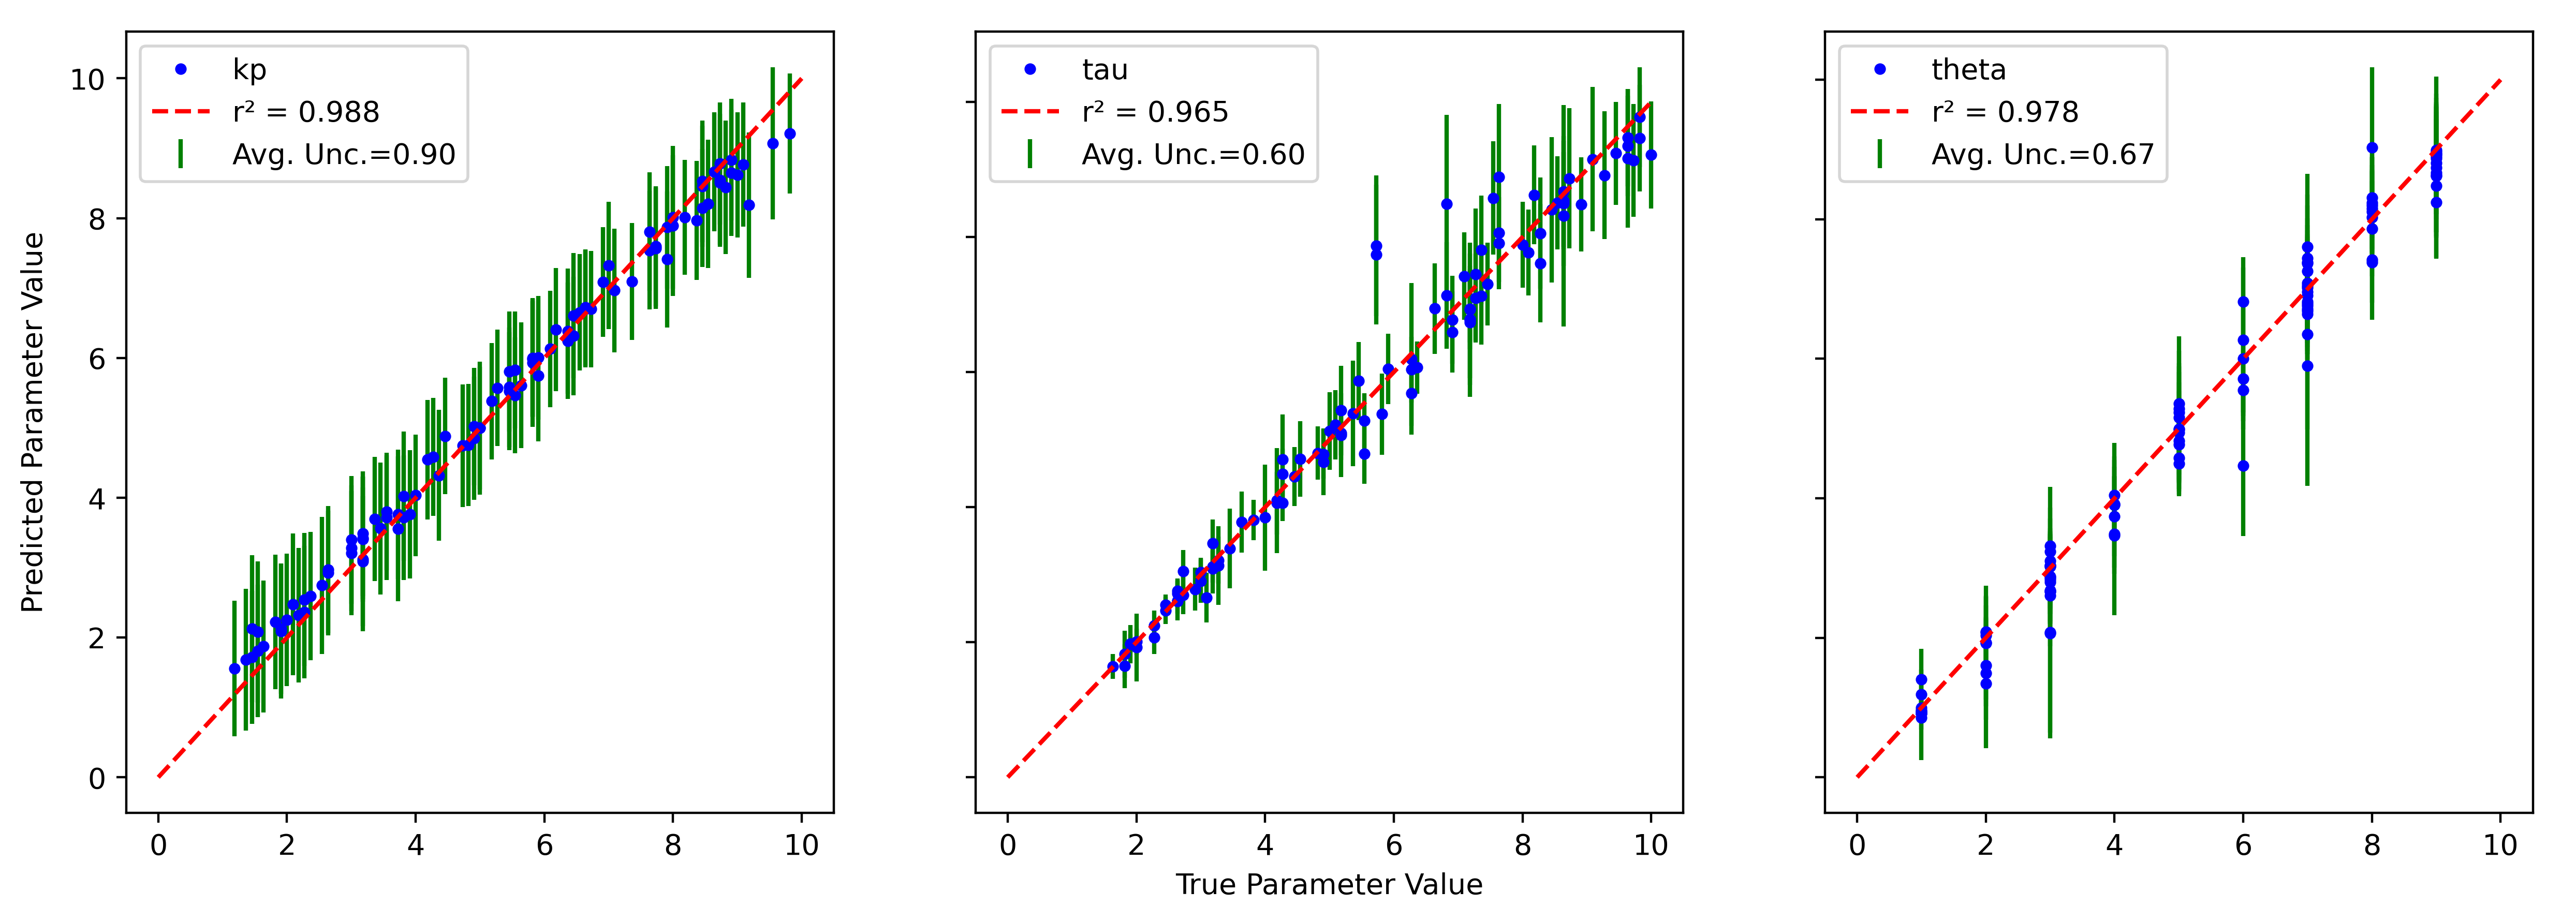 kp
r² = 0.988
Avg. Unc.=0.90
tau
r² = 0.965
Avg. Unc.=0.60
theta
r² = 0.978
Avg. Unc.=0.67
Predicted Parameter Value
10
8
6
4
2
0
0 2 4 6 8 10
0 2 4 6 8 10
0 2 4 6 8 10
True Parameter Value